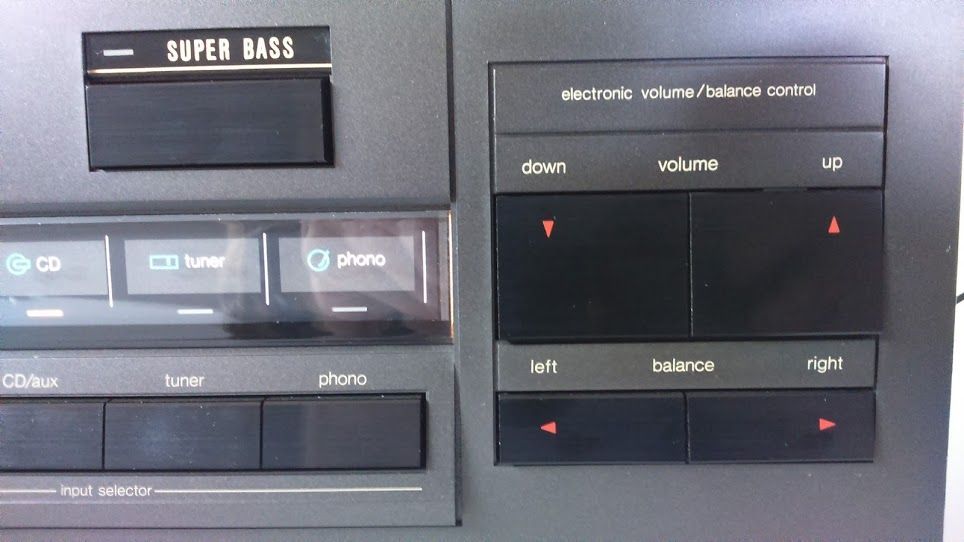 SUPER BASS
electronic volume/balance control
down volume up
CD tuner phono
left balance right
CD/aux tuner phono
input selector